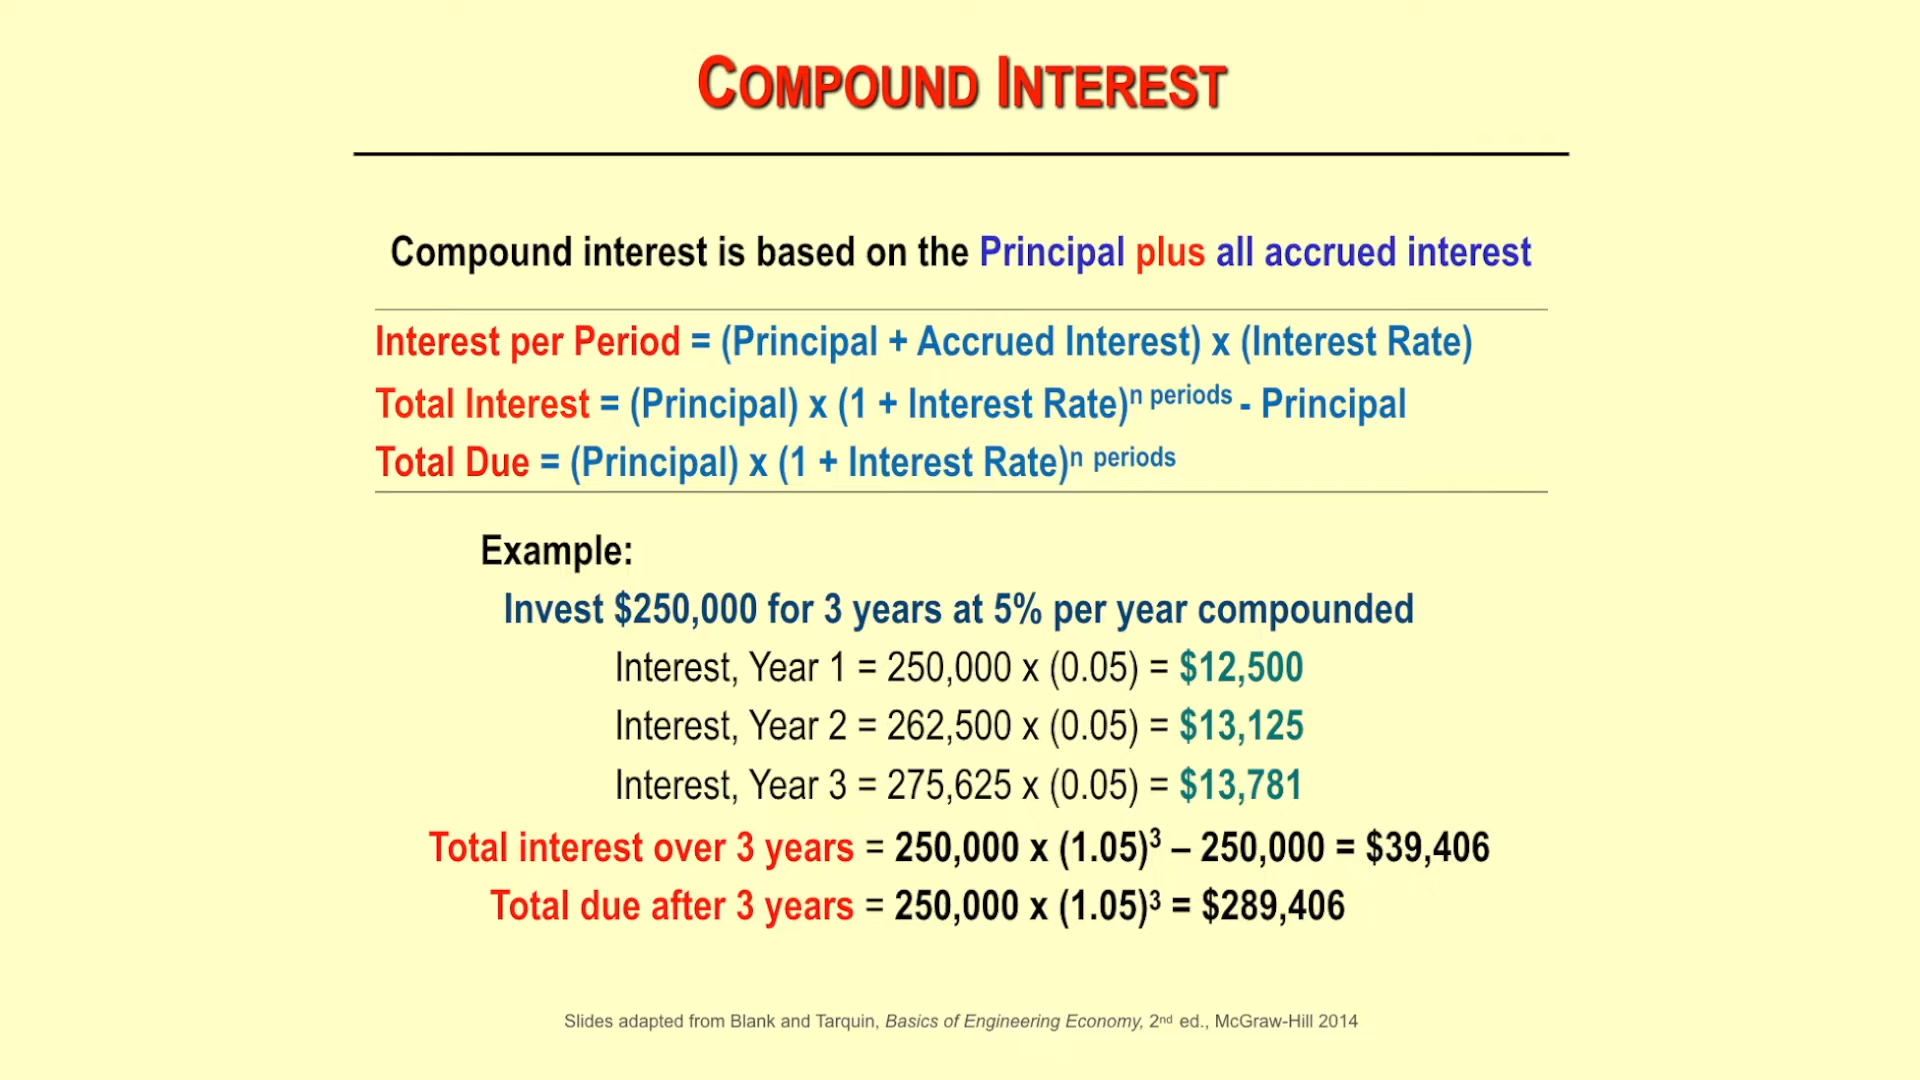 COMPOUND INTEREST
Compound interest is based on the Principal plus all accrued interest
Interest per Period = (Principal + Accrued Interest) x (Interest Rate)
Total Interest = (Principal) x (1 + Interest Rate)ⁿ ᵖᵉʳⁱᵒᵈˢ - Principal
Total Due = (Principal) x (1 + Interest Rate)ⁿ ᵖᵉʳⁱᵒᵈˢ
Example:
Invest $250,000 for 3 years at 5% per year compounded
Interest, Year 1 = 250,000 x (0.05) = $12,500
Interest, Year 2 = 262,500 x (0.05) = $13,125
Interest, Year 3 = 275,625 x (0.05) = $13,781
Total interest over 3 years = 250,000 x (1.05)³ – 250,000 = $39,406
Total due after 3 years = 250,000 x (1.05)³ = $289,406
Slides adapted from Blank and Tarquin, Basics of Engineering Economy, 2ⁿᵈ ed., McGraw-Hill 2014